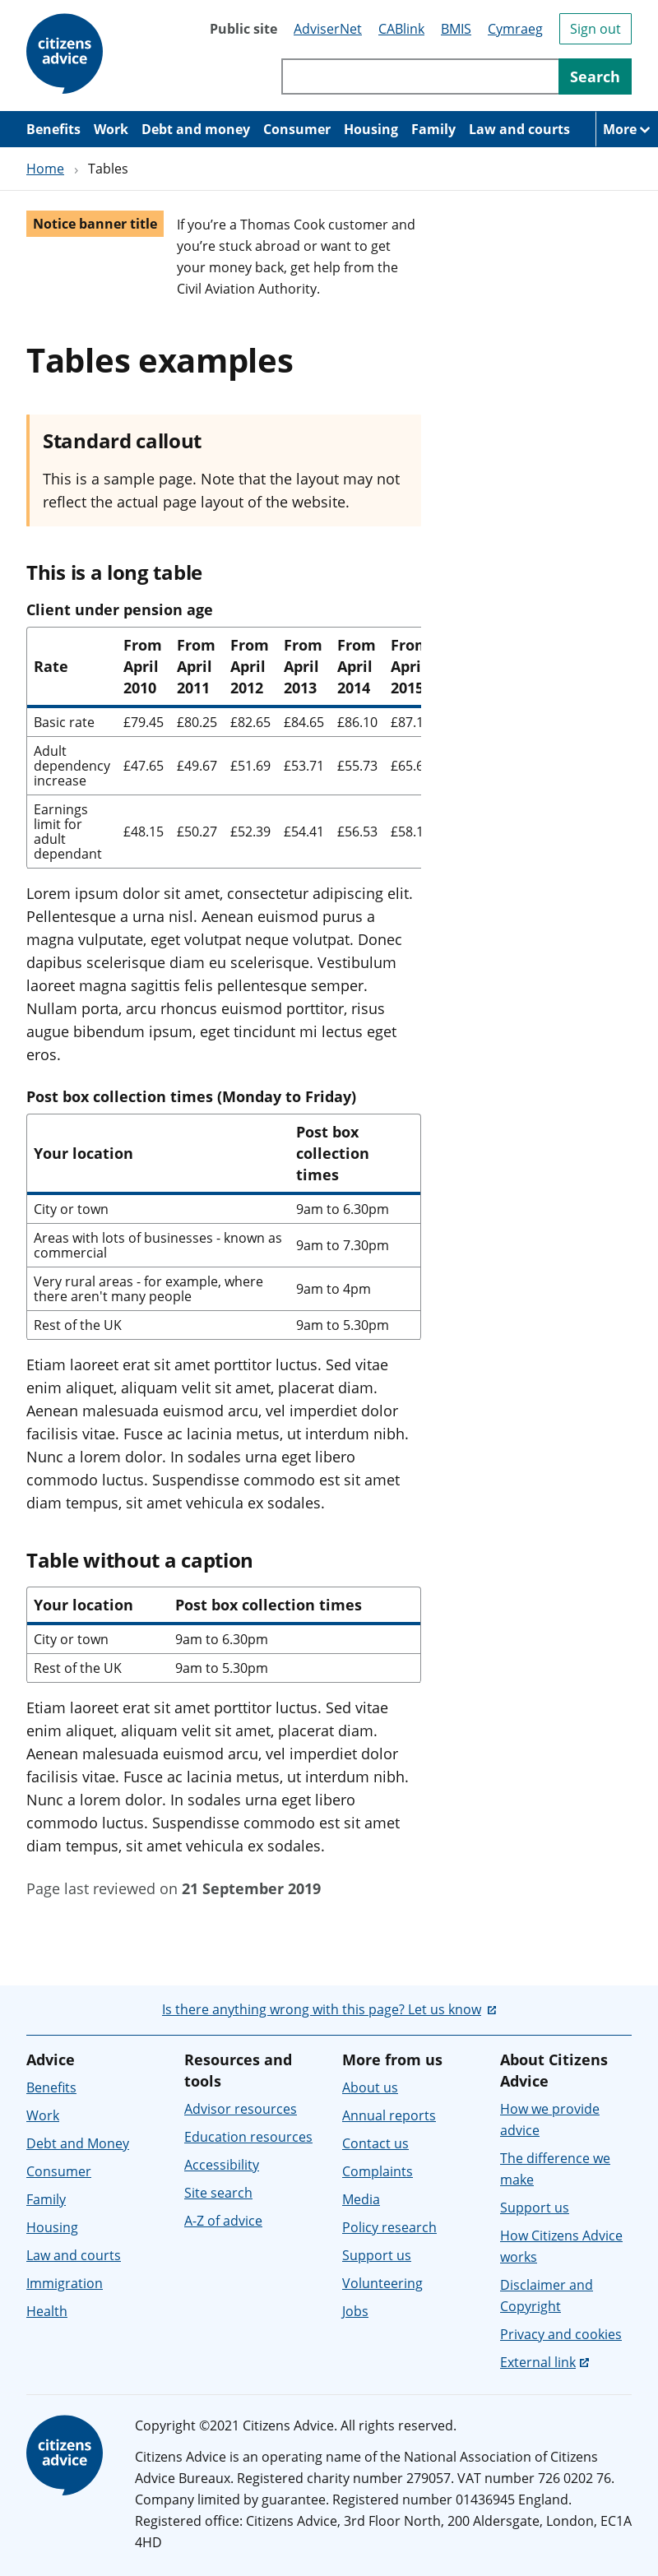 citizens
advice
Public site AdviserNet CABlink BMIS Cymraeg Sign out
Search
Benefits Work Debt and money Consumer Housing Family Law and courts More
Home › Tables
Notice banner title
If you’re a Thomas Cook customer and
you’re stuck abroad or want to get
your money back, get help from the
Civil Aviation Authority.
Tables examples
Standard callout
This is a sample page. Note that the layout may not
reflect the actual page layout of the website.
This is a long table
Client under pension age
Rate From April 2010 From April 2011 From April 2012 From April 2013 From April 2014 From April 2015
Basic rate £79.45 £80.25 £82.65 £84.65 £86.10 £87.1
Adult dependency increase £47.65 £49.67 £51.69 £53.71 £55.73 £65.6
Earnings limit for adult dependant £48.15 £50.27 £52.39 £54.41 £56.53 £58.1
Lorem ipsum dolor sit amet, consectetur adipiscing elit.
Pellentesque a urna nisl. Aenean euismod purus a
magna vulputate, eget volutpat neque volutpat. Donec
dapibus scelerisque diam eu scelerisque. Vestibulum
laoreet magna sagittis felis pellentesque semper.
Nullam porta, arcu rhoncus euismod porttitor, risus
augue bibendum ipsum, eget tincidunt mi lectus eget
eros.
Post box collection times (Monday to Friday)
Your location Post box collection times
City or town 9am to 6.30pm
Areas with lots of businesses - known as commercial 9am to 7.30pm
Very rural areas - for example, where there aren't many people 9am to 4pm
Rest of the UK 9am to 5.30pm
Etiam laoreet erat sit amet porttitor luctus. Sed vitae
enim aliquet, aliquam velit sit amet, placerat diam.
Aenean malesuada euismod arcu, vel imperdiet dolor
facilisis vitae. Fusce ac lacinia metus, ut interdum nibh.
Nunc a lorem dolor. In sodales urna eget libero
commodo luctus. Suspendisse commodo est sit amet
diam tempus, sit amet vehicula ex sodales.
Table without a caption
Your location Post box collection times
City or town 9am to 6.30pm
Rest of the UK 9am to 5.30pm
Etiam laoreet erat sit amet porttitor luctus. Sed vitae
enim aliquet, aliquam velit sit amet, placerat diam.
Aenean malesuada euismod arcu, vel imperdiet dolor
facilisis vitae. Fusce ac lacinia metus, ut interdum nibh.
Nunc a lorem dolor. In sodales urna eget libero
commodo luctus. Suspendisse commodo est sit amet
diam tempus, sit amet vehicula ex sodales.
Page last reviewed on 21 September 2019
Is there anything wrong with this page? Let us know
Advice
Benefits
Work
Debt and Money
Consumer
Family
Housing
Law and courts
Immigration
Health
Resources and
tools
Advisor resources
Education resources
Accessibility
Site search
A-Z of advice
More from us
About us
Annual reports
Contact us
Complaints
Media
Policy research
Support us
Volunteering
Jobs
About Citizens
Advice
How we provide
advice
The difference we
make
Support us
How Citizens Advice
works
Disclaimer and
Copyright
Privacy and cookies
External link
citizens
advice
Copyright ©2021 Citizens Advice. All rights reserved.
Citizens Advice is an operating name of the National Association of Citizens
Advice Bureaux. Registered charity number 279057. VAT number 726 0202 76.
Company limited by guarantee. Registered number 01436945 England.
Registered office: Citizens Advice, 3rd Floor North, 200 Aldersgate, London, EC1A
4HD